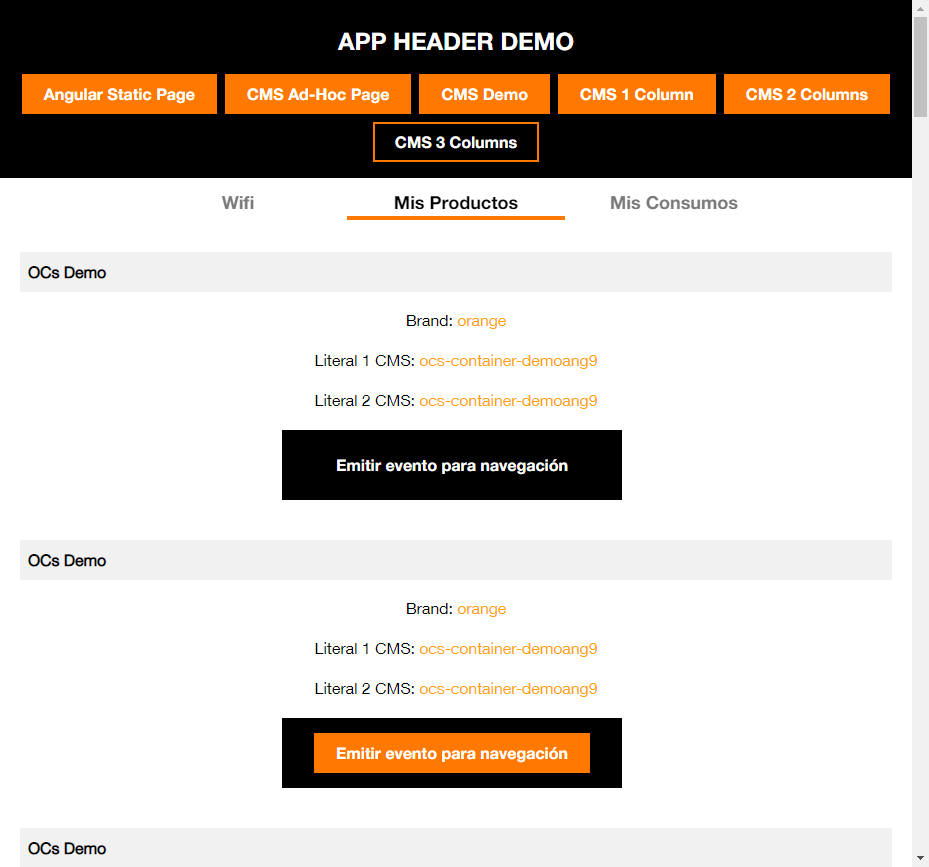 APP HEADER DEMO
Angular Static Page CMS Ad-Hoc Page CMS Demo CMS 1 Column CMS 2 Columns
CMS 3 Columns
Wifi Mis Productos Mis Consumos
OCs Demo
Brand: orange
Literal 1 CMS: ocs-container-demoang9
Literal 2 CMS: ocs-container-demoang9
Emitir evento para navegación
OCs Demo
Brand: orange
Literal 1 CMS: ocs-container-demoang9
Literal 2 CMS: ocs-container-demoang9
Emitir evento para navegación
OCs Demo